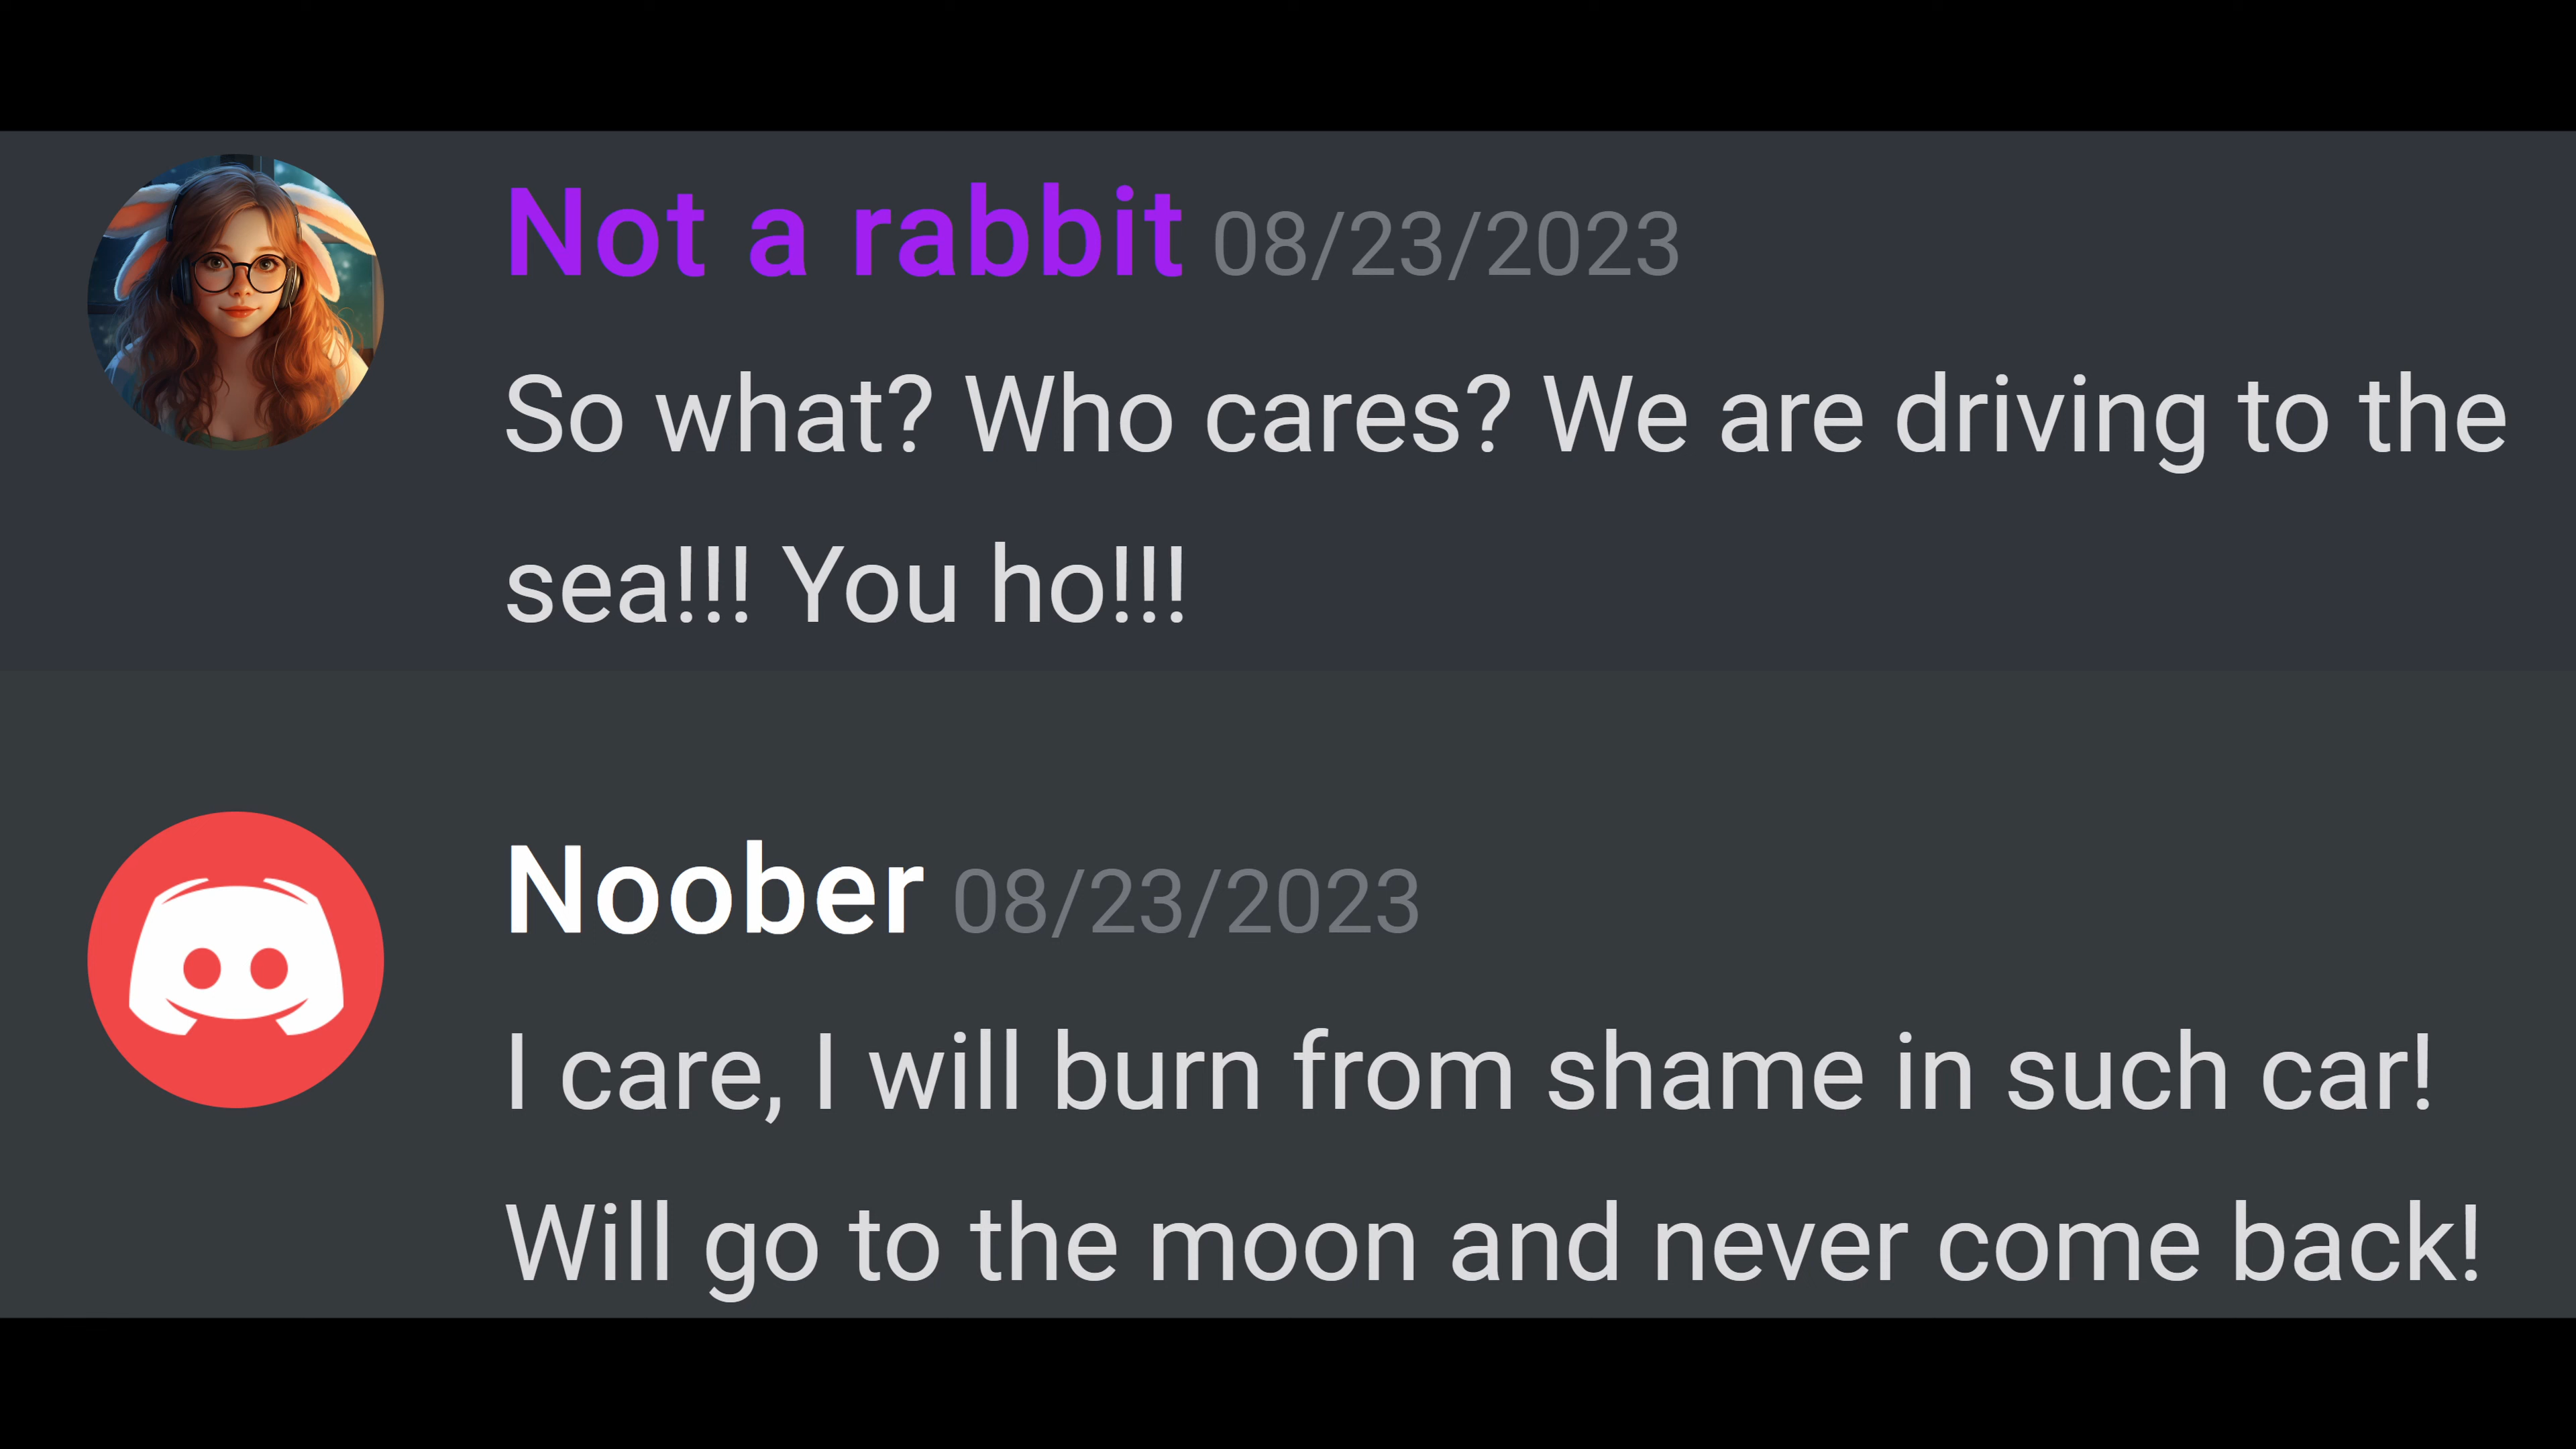 Not a rabbit 08/23/2023
So what? Who cares? We are driving to the
sea!!! You ho!!!
Noober 08/23/2023
I care, I will burn from shame in such car!
Will go to the moon and never come back!